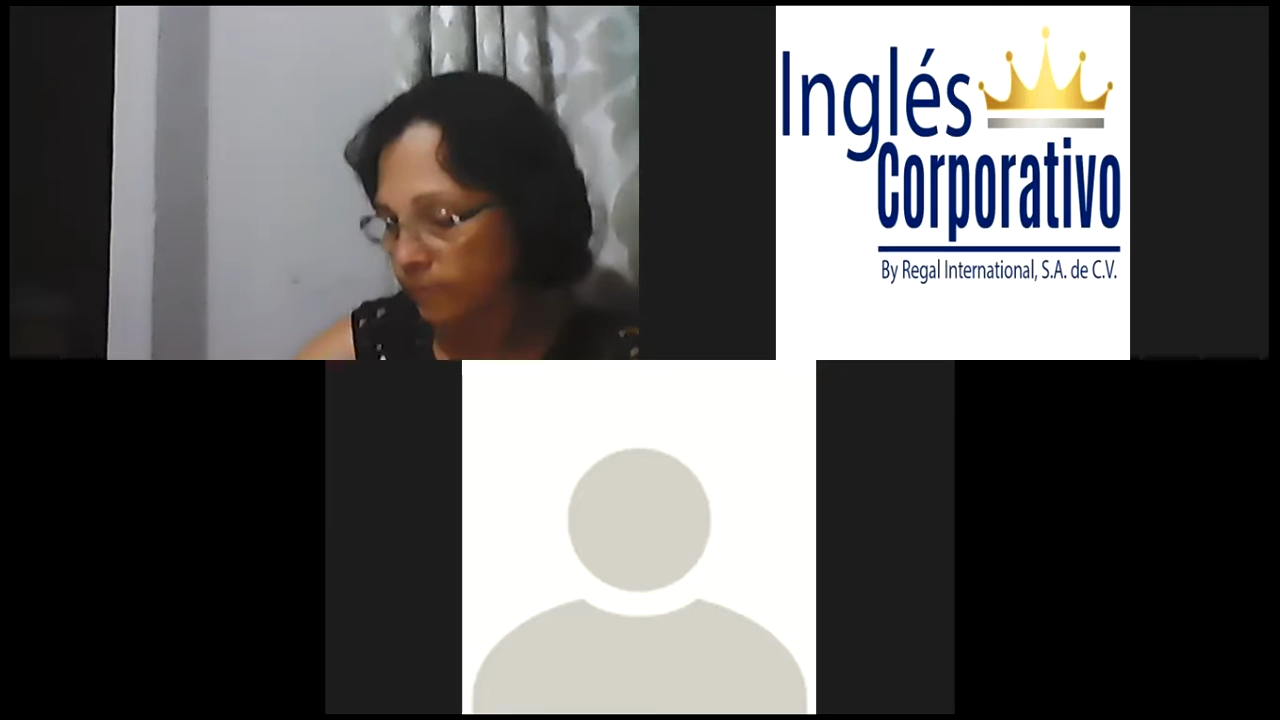 Inglés
Corporativo
By Regal International, S.A. de C.V.